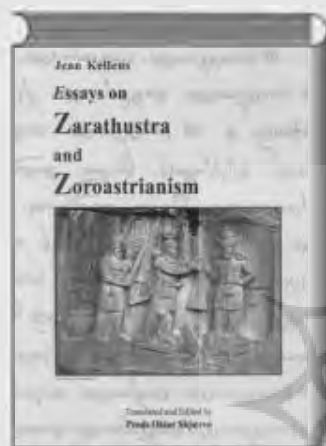 Jean Kellens
Essays on
Zarathustra
and
Zoroastrianism
Translated and Edited by
Prods Oktor Skjærvø